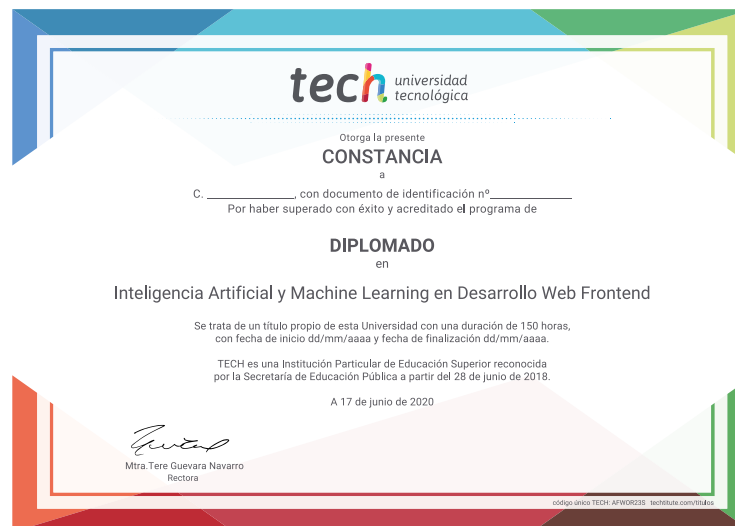 tech universidad
tecnológica
Otorga la presente
CONSTANCIA
a
C. ________________, con documento de identificación nº_______________
Por haber superado con éxito y acreditado el programa de
DIPLOMADO
en
Inteligencia Artificial y Machine Learning en Desarrollo Web Frontend
Se trata de un título propio de esta Universidad con una duración de 150 horas,
con fecha de inicio dd/mm/aaaa y fecha de finalización dd/mm/aaaa.
TECH es una Institución Particular de Educación Superior reconocida
por la Secretaría de Educación Pública a partir del 28 de junio de 2018.
A 17 de junio de 2020
Mtra.Tere Guevara Navarro
Rectora
código único TECH: AFWOR235 techtitute.com/titulos